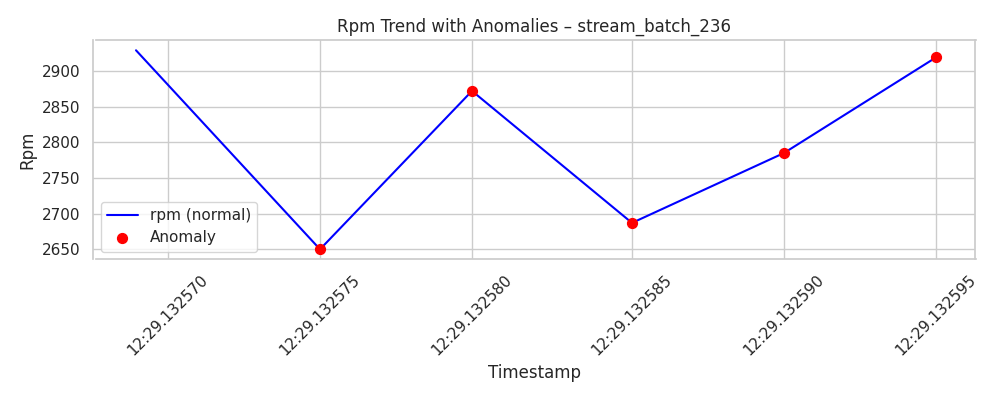 Rpm Trend with Anomalies – stream_batch_236
Rpm
2900
2850
2800
2750
2700
2650
rpm (normal)
Anomaly
12:29.132570
12:29.132575
12:29.132580
12:29.132585
12:29.132590
12:29.132595
Timestamp